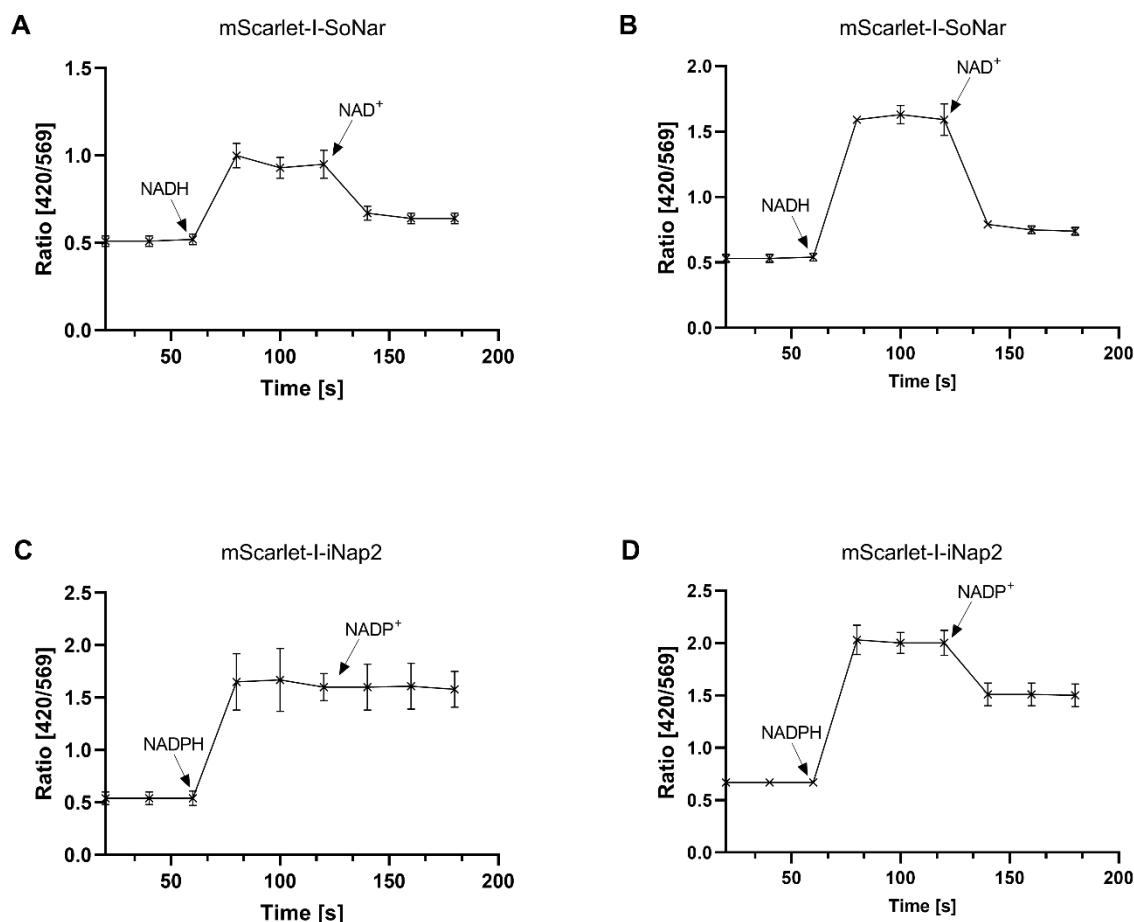 A
mScarlet-I-SoNar
1.5
1.0
0.5
0.0
Ratio [420/569]
NADH
NAD⁺
50
100
150
200
Time [s]
B
mScarlet-I-SoNar
2.0
1.5
1.0
0.5
0.0
Ratio [420/569]
NADH
NAD⁺
50
100
150
200
Time [s]
C
mScarlet-I-iNap2
2.5
2.0
1.5
1.0
0.5
0.0
Ratio [420/569]
NADPH
NADP⁺
50
100
150
200
Time [s]
D
mScarlet-I-iNap2
2.5
2.0
1.5
1.0
0.5
0.0
Ratio [420/569]
NADPH
NADP⁺
50
100
150
200
Time [s]